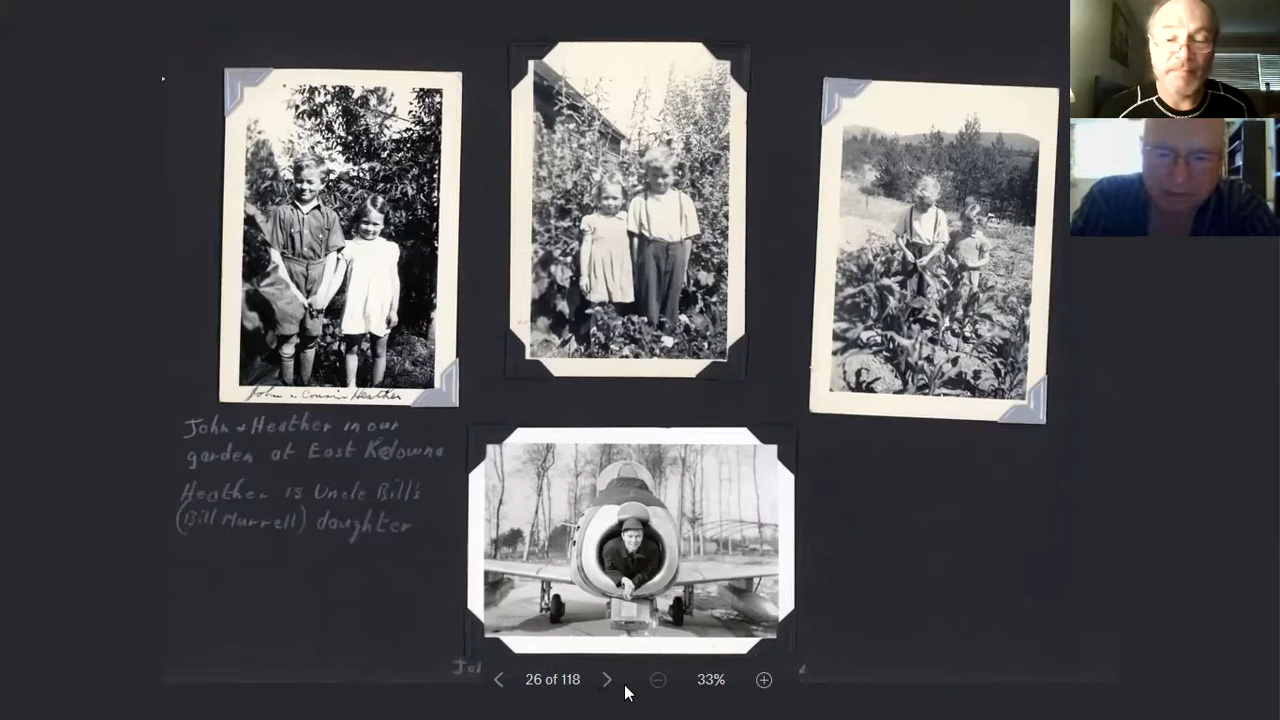 John & Cousin Heather
John & Heather in our
garden at East Kelowna
Heather is Uncle Bill's
(Bill Murrell) daughter
26 of 118
33%